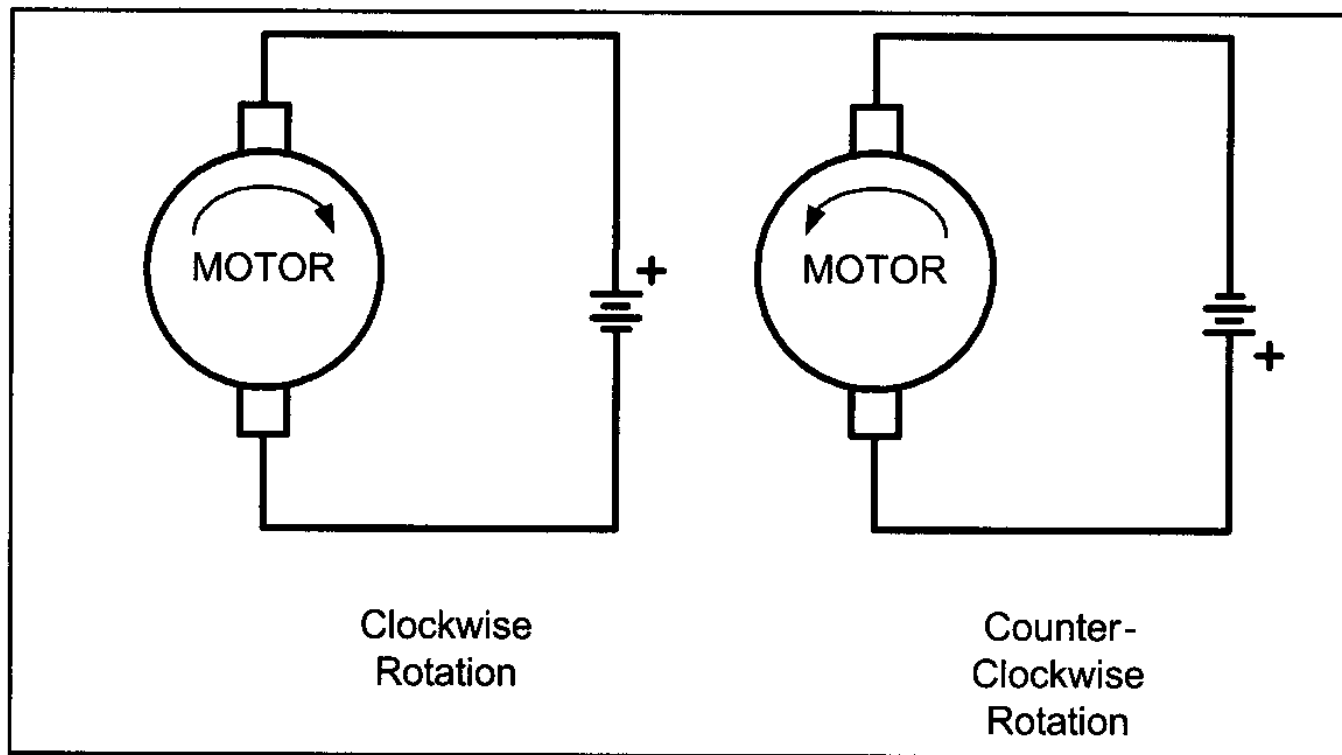 MOTOR
+
Clockwise
Rotation
MOTOR
+
Counter-
Clockwise
Rotation